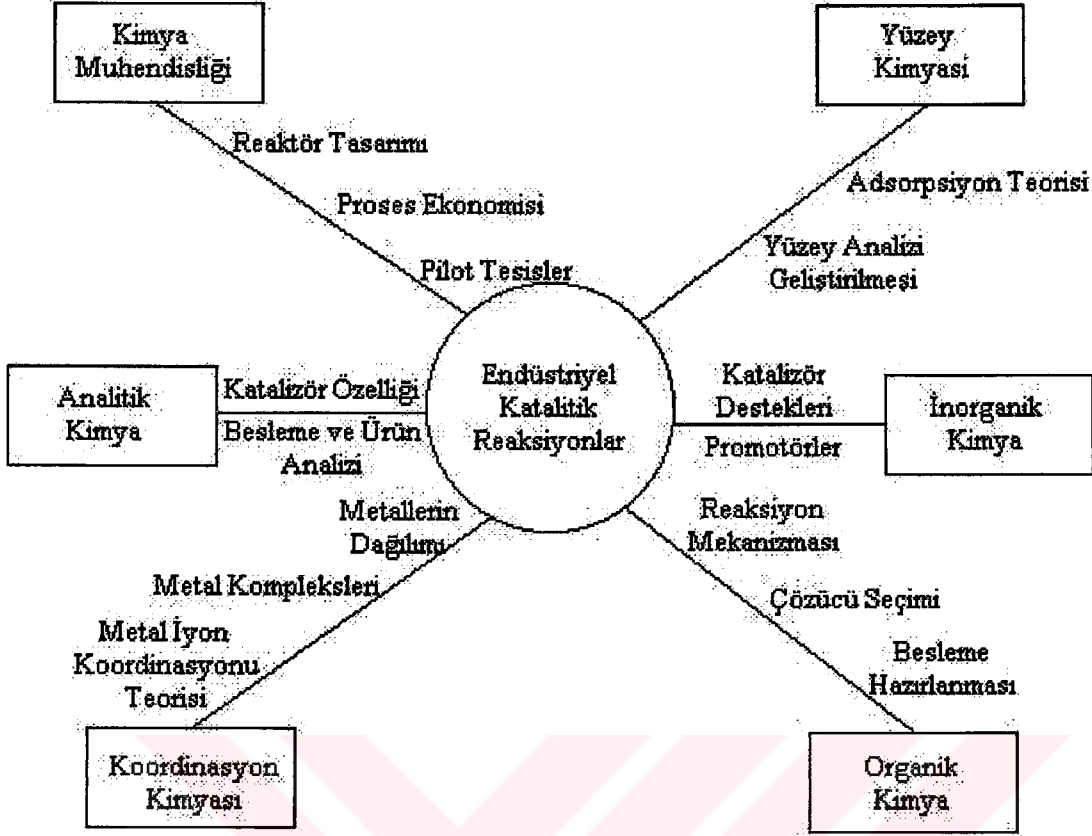 Kimya
Muhendisliği
Yüzey
Kimyasi
Reaktör Tasarımı
Adsorpsiyon Teorisi
Proses Ekonomisi
Yüzey Analizi
Geliştirilmeşi
Pilot Tesisler
Endüstriyel
Katalitik
Reaksiyonlar
Analitik
Kimya
Katalizör Özelliği
Besleme ve Ürün
Analizi
Katalizör
Destekleri
Promotörler
İnorganik
Kimya
Metallerin
Dağılımı
Metal Kompleksleri
Metal İyon
Koordinasyonu
Teorisi
Reaksiyon
Mekanizması
Çözücü Seçimi
Besleme
Hazırlanması
Koordinasyon
Kimyası
Organik
Kimya